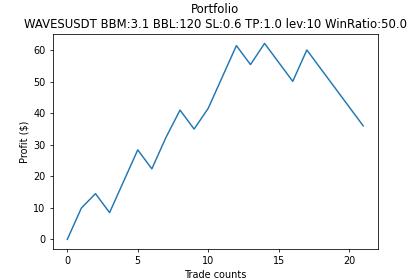 Portfolio
WAVESUSDT BBM:3.1 BBL:120 SL:0.6 TP:1.0 lev:10 WinRatio:50.0
60
50
40
30
20
10
0
Profit ($)
0 5 10 15 20
Trade counts